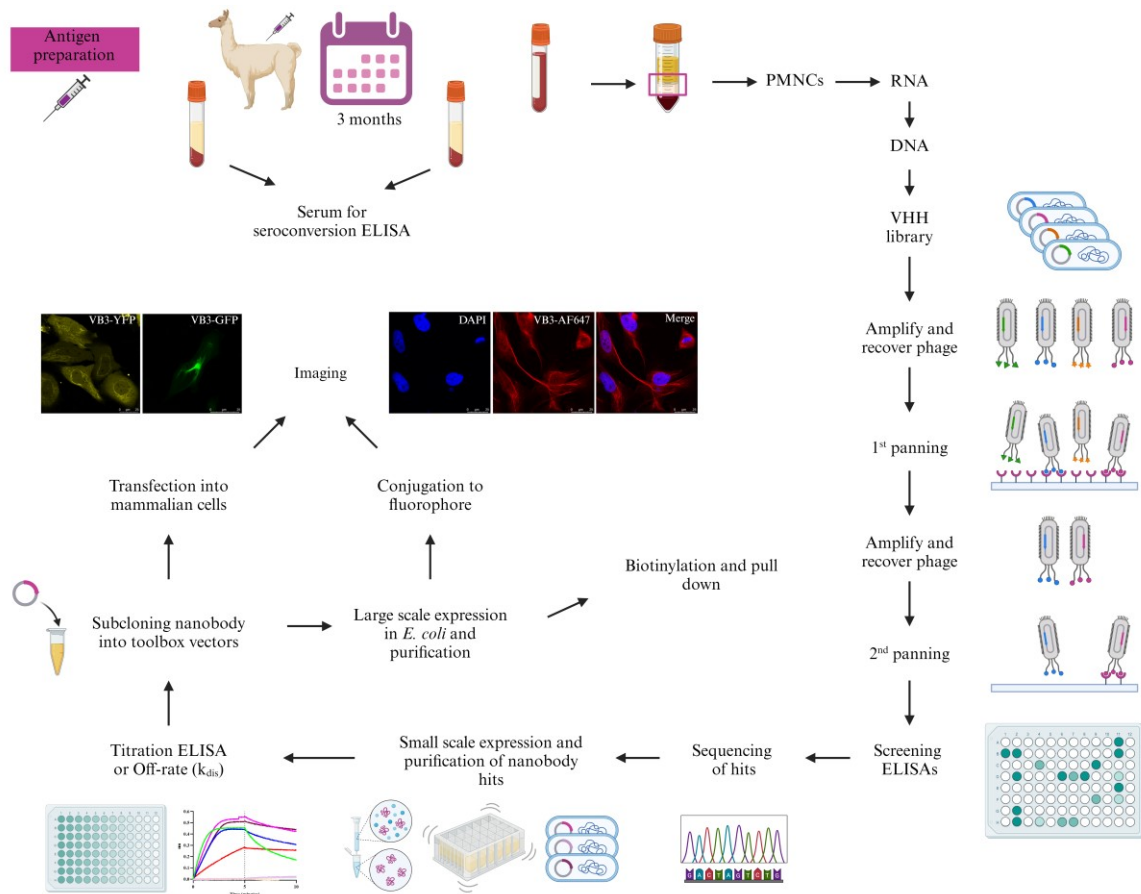 Antigen
preparation
3 months
PMNCs
RNA
DNA
VHH
library
Serum for
seroconversion ELISA
VB3-YFP
VB3-GFP
Imaging
DAPI
VB3-AF647
Merge
Amplify and
recover phage
1st panning
Transfection into
mammalian cells
Conjugation to
fluorophore
Amplify and
recover phage
Biotinylation and pull
down
Subcloning nanobody
into toolbox vectors
Large scale expression
in E. coli and
purification
2nd panning
Titration ELISA
or Off-rate (kdis)
Small scale expression and
purification of nanobody
hits
Sequencing
of hits
Screening
ELISAs
G A C T A G T C T G